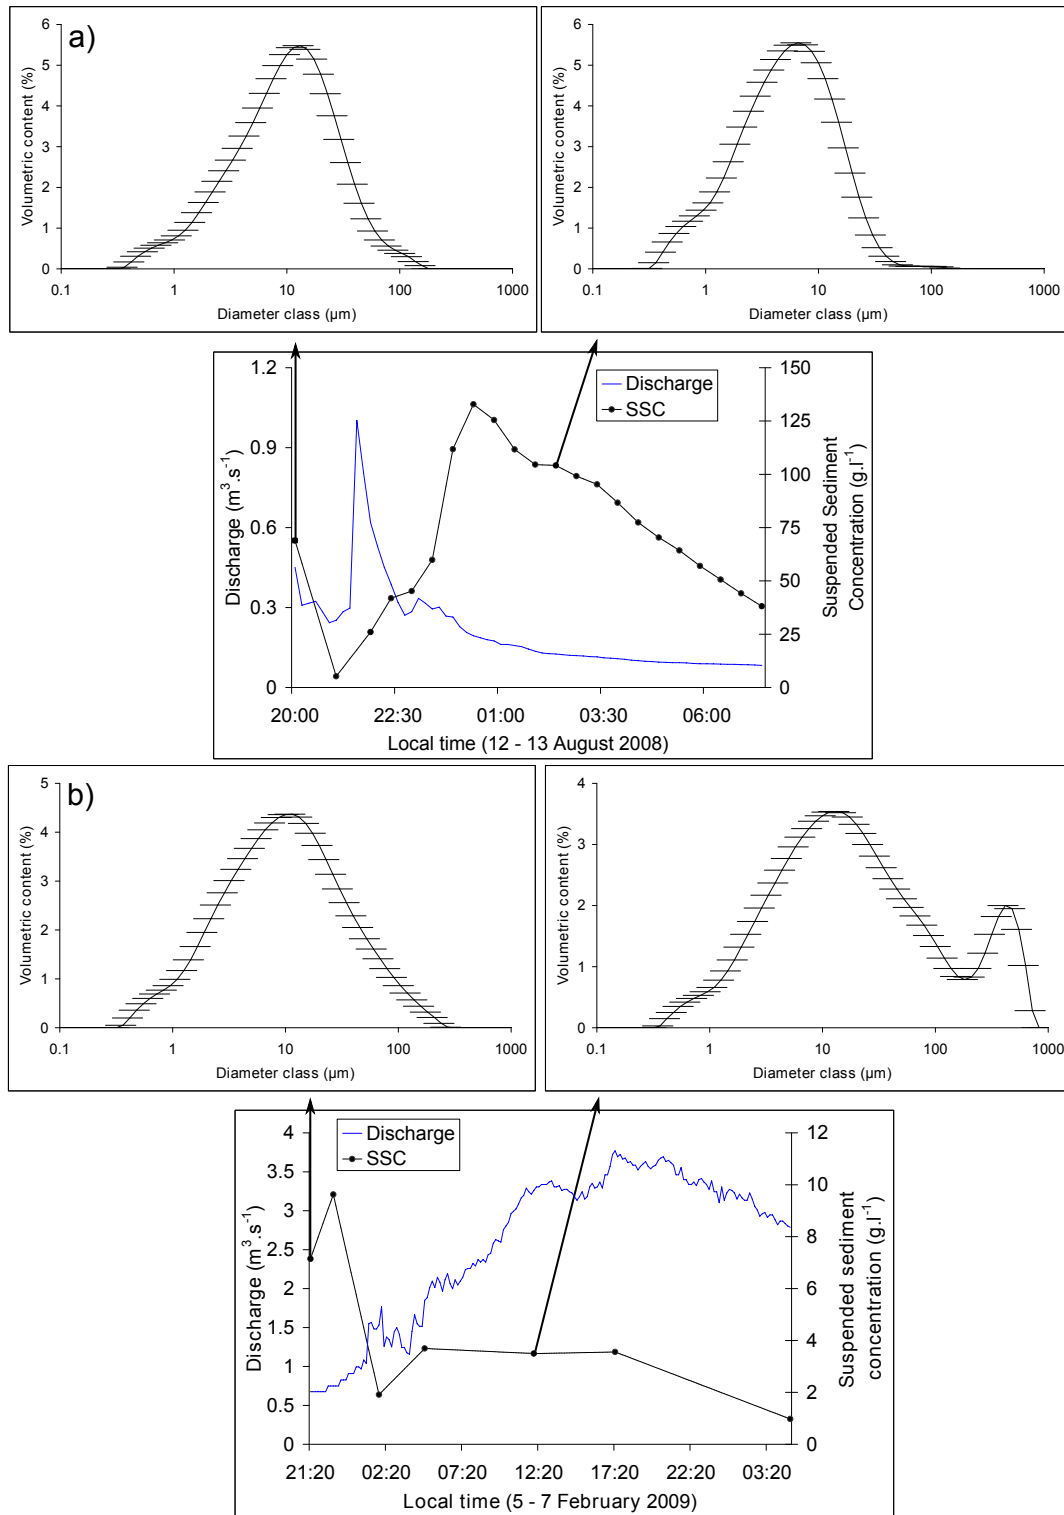 a)
Volumetric content (%)
6
5
4
3
2
1
0
0.1 1 10 100 1000
Diameter class (µm)
Volumetric content (%)
6
5
4
3
2
1
0
0.1 1 10 100 1000
Diameter class (µm)
Discharge (m³.s⁻¹)
1.2
0.9
0.6
0.3
0
Discharge
SSC
150
125
100
75
50
25
0
Suspended Sediment
Concentration (g.l⁻¹)
20:00 22:30 01:00 03:30 06:00
Local time (12 - 13 August 2008)
b)
Volumetric content (%)
5
4
3
2
1
0
0.1 1 10 100 1000
Diameter class (µm)
Volumetric content (%)
4
3
2
1
0
0.1 1 10 100 1000
Diameter class (µm)
Discharge (m³.s⁻¹)
4
3.5
3
2.5
2
1.5
1
0.5
0
Discharge
SSC
12
10
8
6
4
2
0
Suspended sediment
concentration (g.l⁻¹)
21:20 02:20 07:20 12:20 17:20 22:20 03:20
Local time (5 - 7 February 2009)